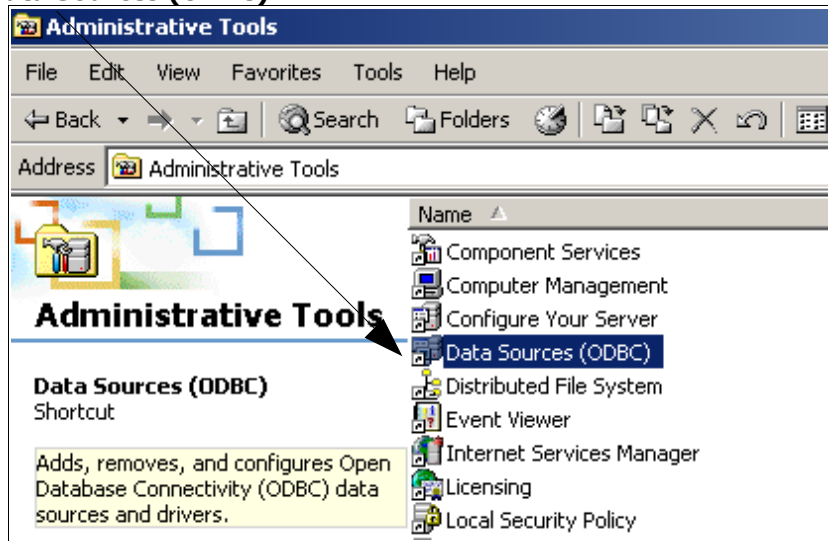 Sources (ODBC)
Administrative Tools
File Edit View Favorites Tools Help
Back Search Folders
Address Administrative Tools
Administrative Tools
Data Sources (ODBC)
Shortcut
Adds, removes, and configures Open
Database Connectivity (ODBC) data
sources and drivers.
Name
Component Services
Computer Management
Configure Your Server
Data Sources (ODBC)
Distributed File System
Event Viewer
Internet Services Manager
Licensing
Local Security Policy